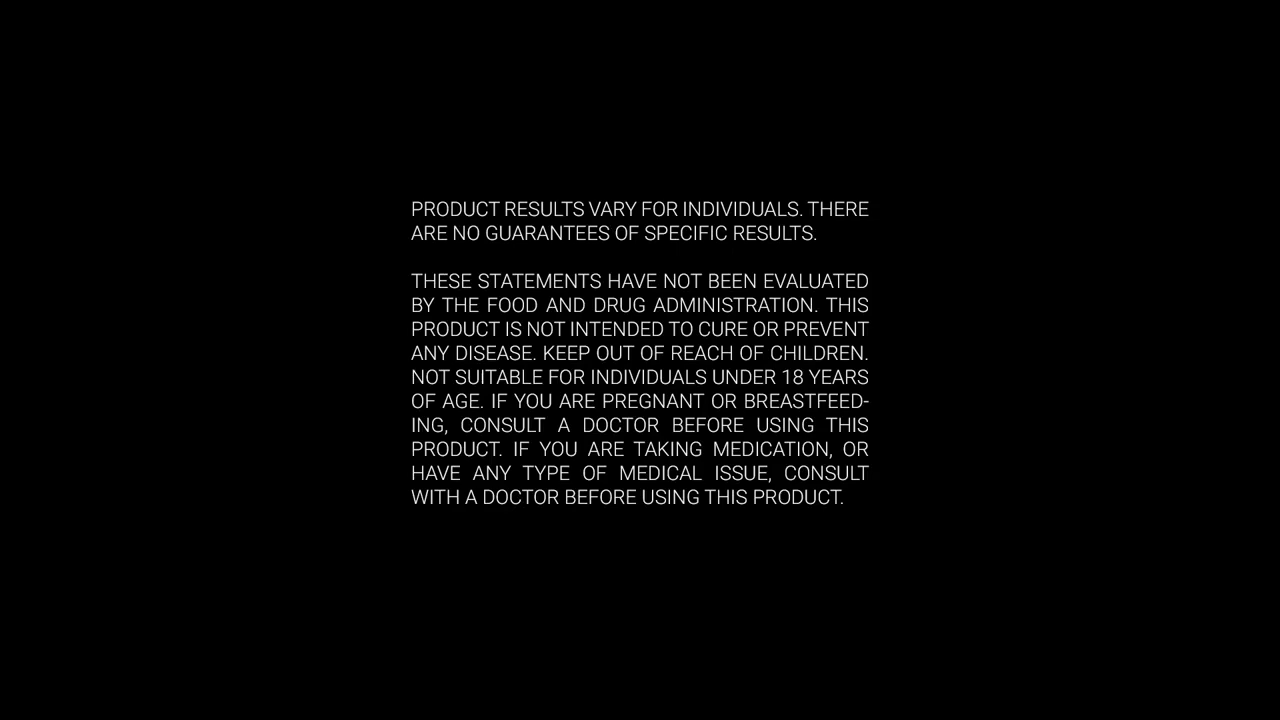 PRODUCT RESULTS VARY FOR INDIVIDUALS. THERE
ARE NO GUARANTEES OF SPECIFIC RESULTS.
THESE STATEMENTS HAVE NOT BEEN EVALUATED
BY THE FOOD AND DRUG ADMINISTRATION. THIS
PRODUCT IS NOT INTENDED TO CURE OR PREVENT
ANY DISEASE. KEEP OUT OF REACH OF CHILDREN.
NOT SUITABLE FOR INDIVIDUALS UNDER 18 YEARS
OF AGE. IF YOU ARE PREGNANT OR BREASTFEED-
ING, CONSULT A DOCTOR BEFORE USING THIS
PRODUCT. IF YOU ARE TAKING MEDICATION, OR
HAVE ANY TYPE OF MEDICAL ISSUE, CONSULT
WITH A DOCTOR BEFORE USING THIS PRODUCT.